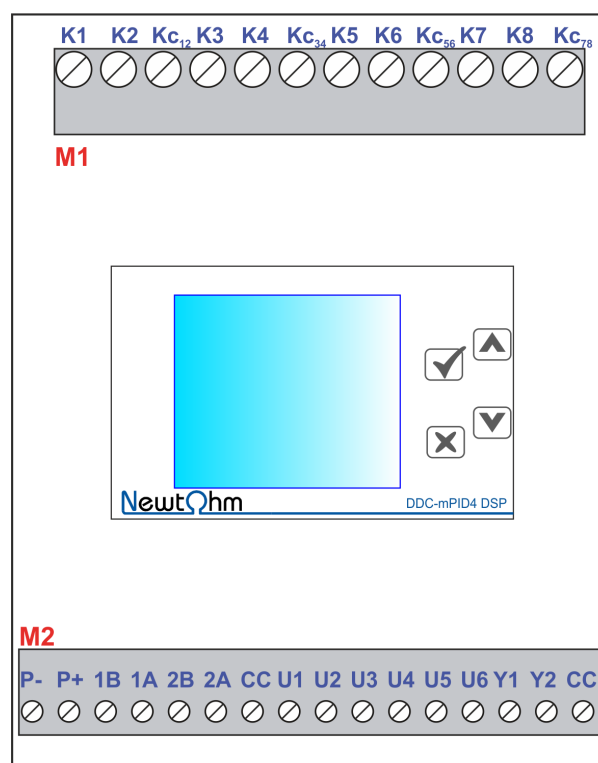 K1 K2 Kc₁₂ K3 K4 Kc₃₄ K5 K6 Kc₅₆ K7 K8 Kc₇₈
M1
NewtΩhm DDC-mPID4 DSP
M2
P- P+ 1B 1A 2B 2A CC U1 U2 U3 U4 U5 U6 Y1 Y2 CC